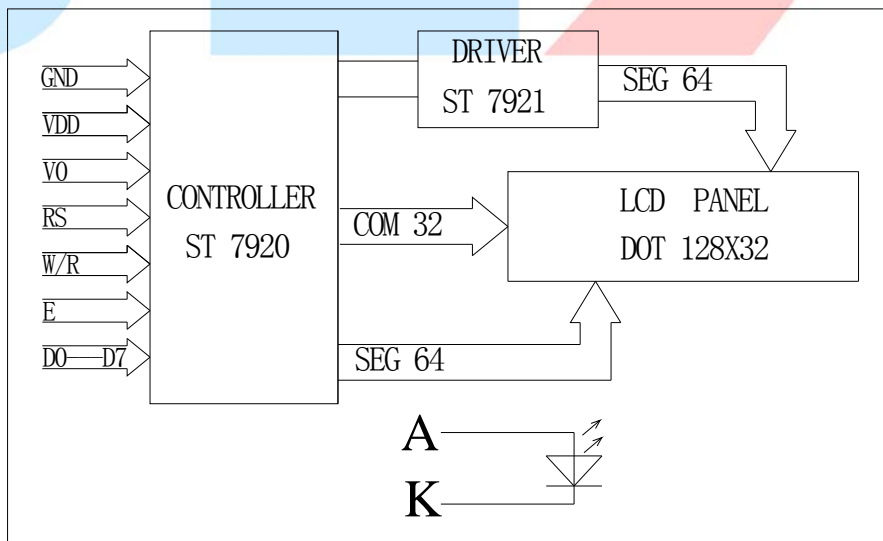 GND
VDD
V0
RS
W/R
E
D0—D7
CONTROLLER
ST 7920
DRIVER
ST 7921
SEG 64
COM 32
SEG 64
LCD PANEL
DOT 128X32
A
K